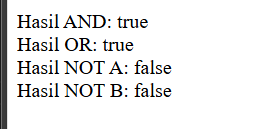 Hasil AND: true
Hasil OR: true
Hasil NOT A: false
Hasil NOT B: false